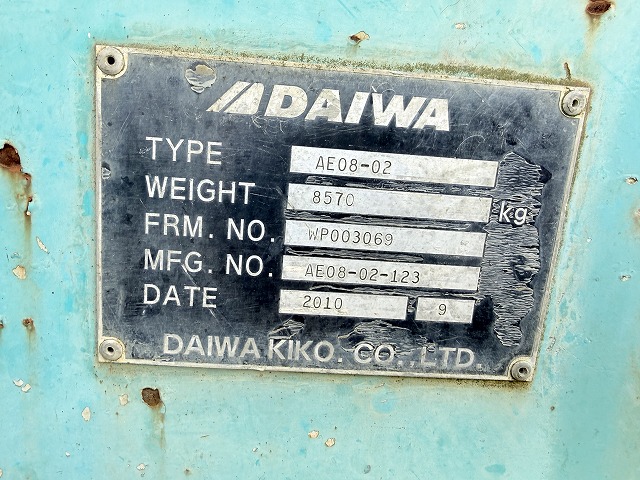 DAIWA
TYPE AE08-02
WEIGHT 8570 kg
FRM. NO. WP003069
MFG. NO. AE08-02-123
DATE 2010 9
DAIWA KIKO. CO., LTD.